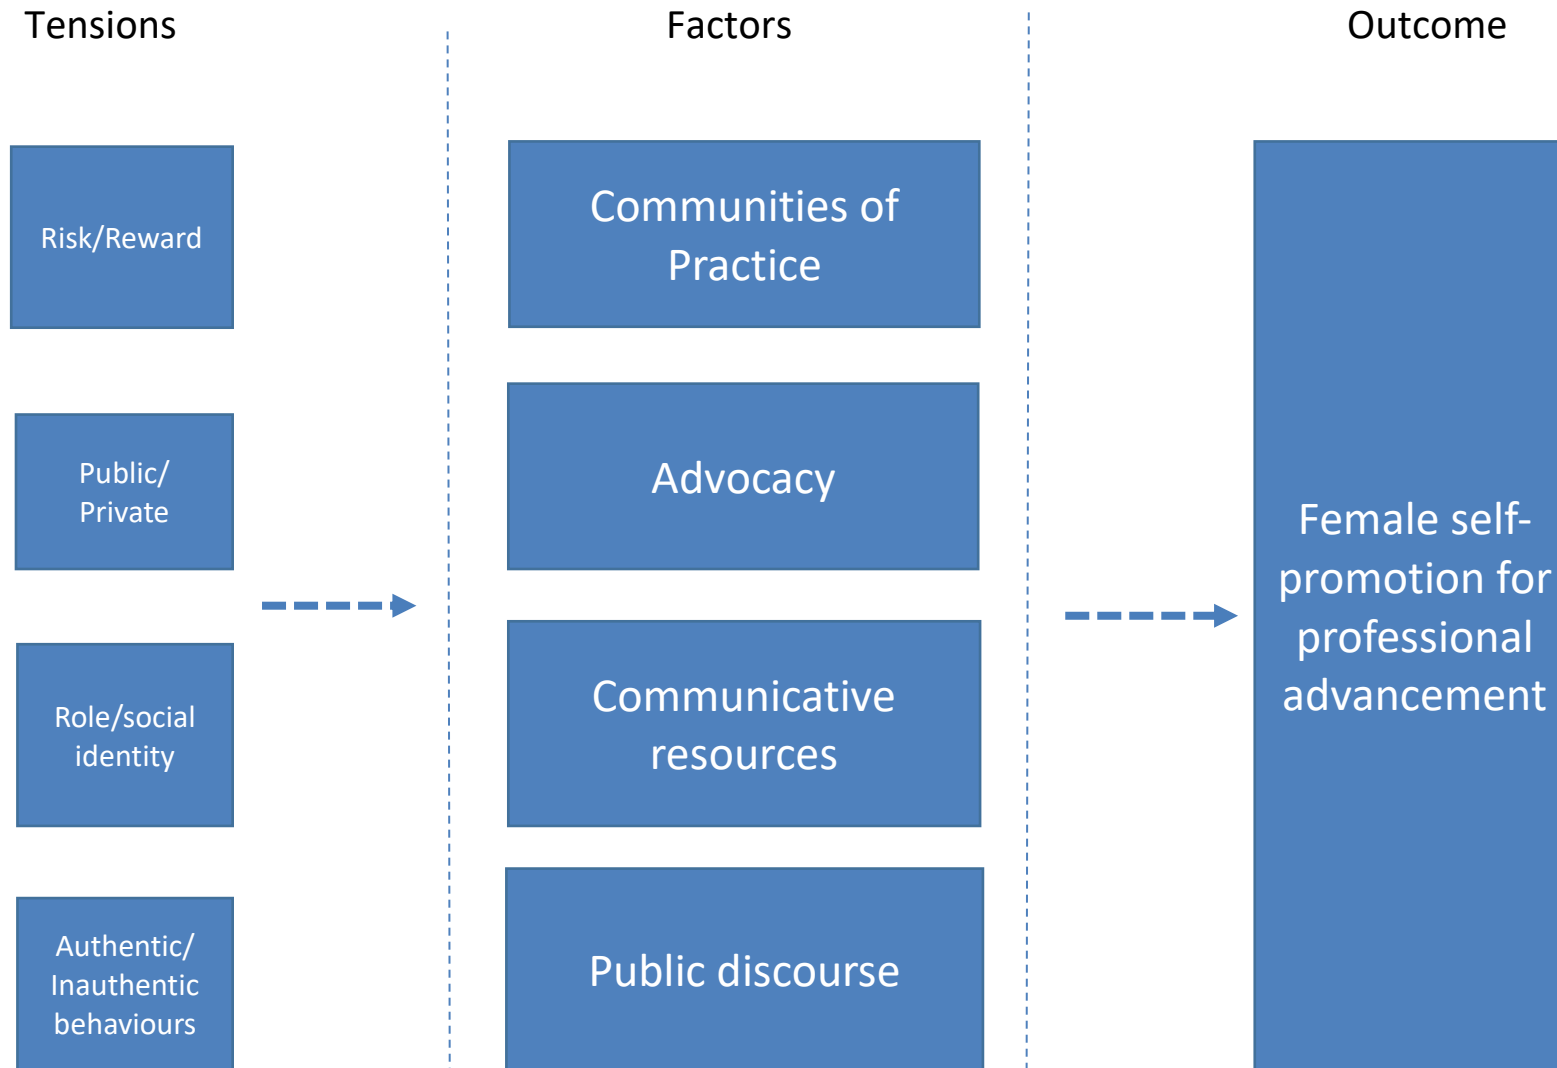 Tensions
Factors
Outcome
Risk/Reward
Public/
Private
Role/social
identity
Authentic/
Inauthentic
behaviours
Communities of
Practice
Advocacy
Communicative
resources
Public discourse
Female self-
promotion for
professional
advancement